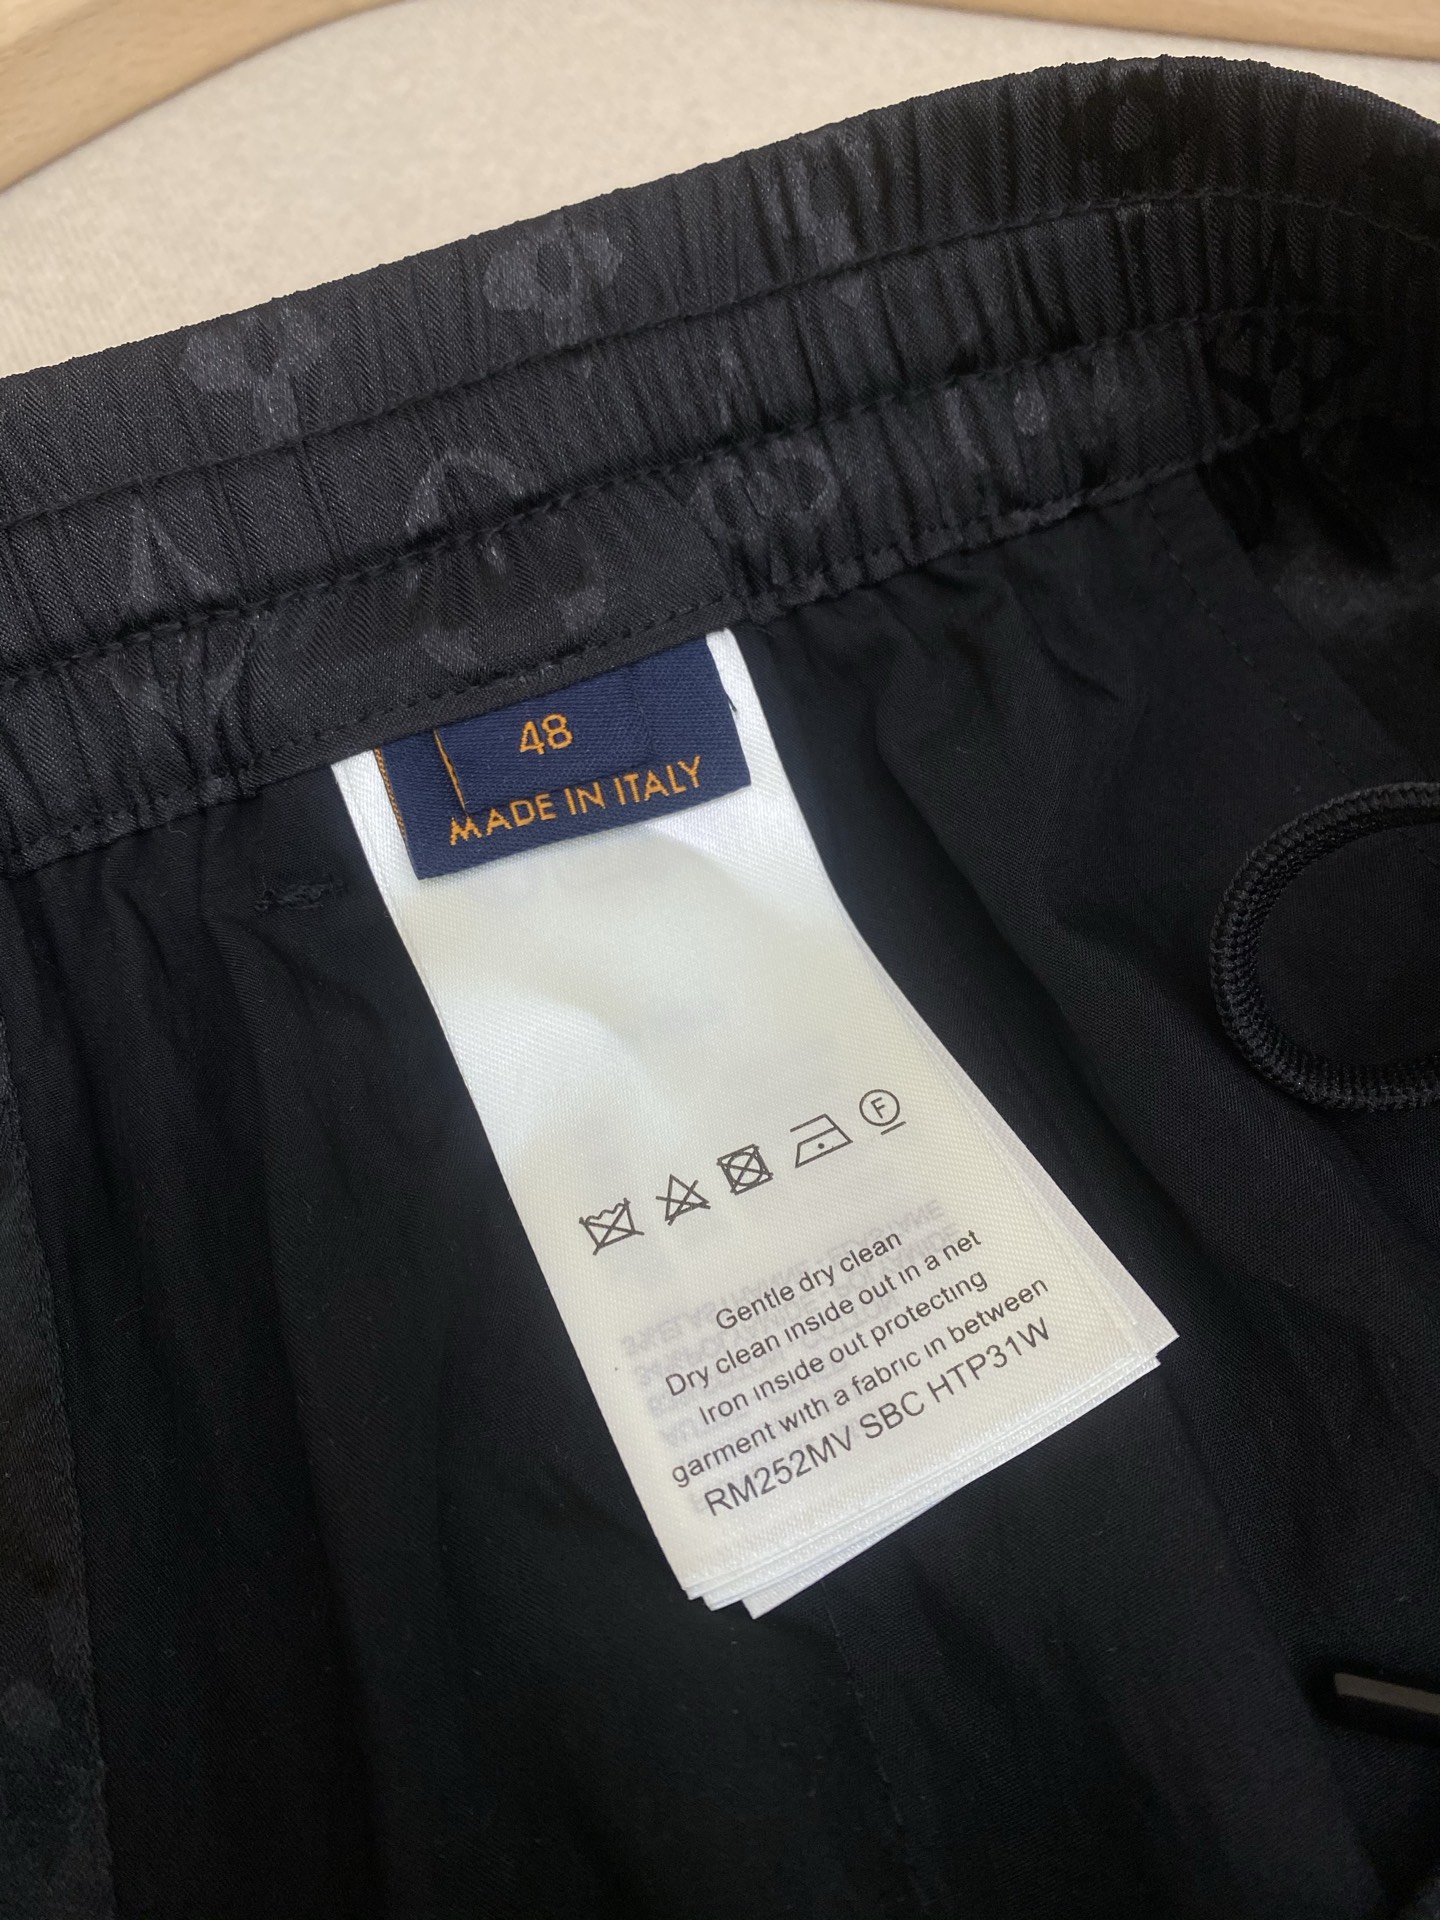 48
MADE IN ITALY
F
Gentle dry clean
Dry clean inside out in a net
Iron inside out protecting
garment with a fabric in between
RM252MV SBC HTP31W